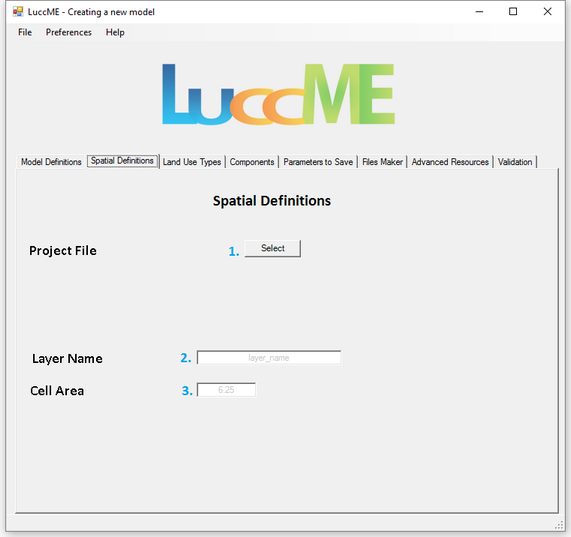 LuccME - Creating a new model
File Preferences Help
LuccME
Model Definitions Spatial Definitions Land Use Types Components Parameters to Save Files Maker Advanced Resources Validation
Spatial Definitions
Project File 1. Select
Layer Name 2. layer_name
Cell Area 3. 6.25